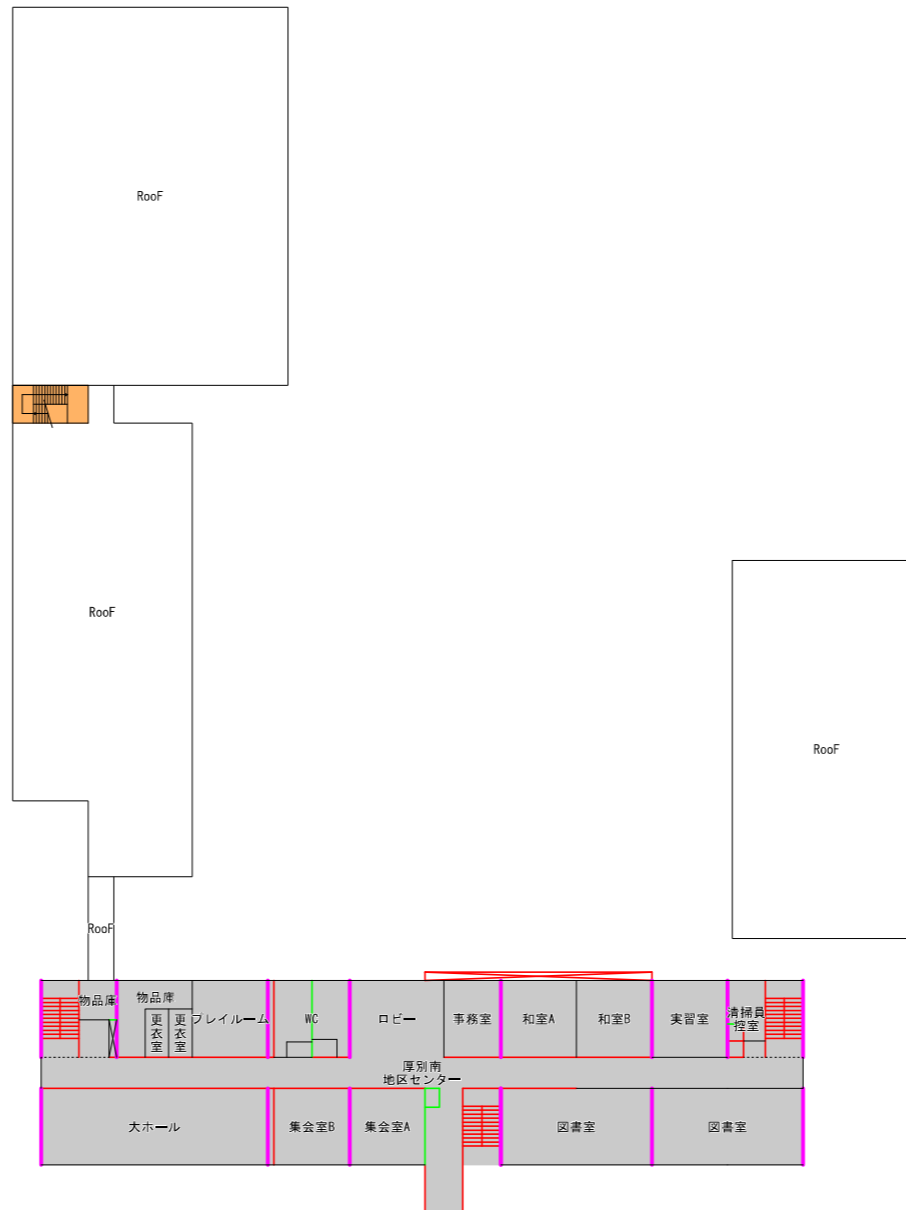 RooF
RooF
RooF
RooF
物品庫
物品庫
更衣室
更衣室
プレイルーム
WC
ロビー
事務室
和室A
和室B
実習室
清掃員
控室
厚別南
地区センター
大ホール
集会室B
集会室A
図書室
図書室